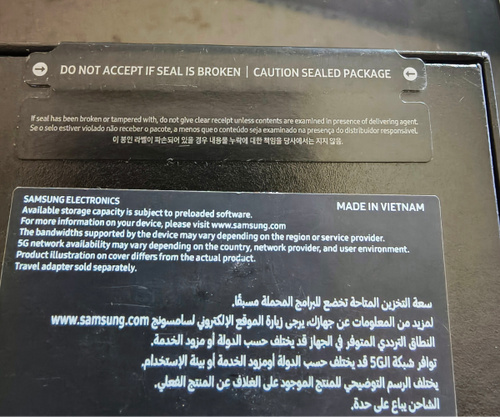 DO NOT ACCEPT IF SEAL IS BROKEN | CAUTION SEALED PACKAGE
If seal has been broken or tampered with, do not give clear receipt unless contents are examined in presence of delivering agent.
Se o selo estiver violado não receber o pacote, a menos que o conteúdo seja examinado na presença do distribuidor responsável.
이 봉인 라벨이 파손되어 있을 경우 내용물 누락에 대한 책임을 당사에서는 지지 않음.
SAMSUNG ELECTRONICS
MADE IN VIETNAM
Available storage capacity is subject to preloaded software.
For more information on your device, please visit www.samsung.com
The bandwidths supported by the device may vary depending on the region or service provider.
5G network availability may vary depending on the country, network provider, and user environment.
Product illustration on cover differs from the actual product.
Travel adapter sold separately.
سعة التخزين المتاحة تخضع للبرامج المحملة مسبقًا.
لمزيد من المعلومات عن جهازك، يرجى زيارة الموقع الإلكتروني لسامسونج www.samsung.com
النطاق الترددي المتوفر في الجهاز قد يختلف حسب الدولة أو مزود الخدمة.
توافر شبكة الـ5G قد يختلف حسب الدولة أومزود الخدمة أو بيئة الإستخدام.
يختلف الرسم التوضيحي للمنتج الموجود على الغلاف عن المنتج الفعلي.
الشاحن يباع على حدة.